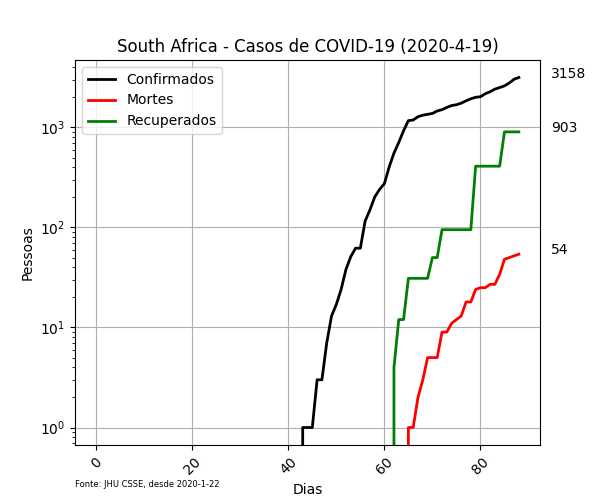 South Africa - Casos de COVID-19 (2020-4-19)
Confirmados
Mortes
Recuperados
3158
903
54
Pessoas
10³
10²
10¹
10⁰
0 20 40 60 80
Dias
Fonte: JHU CSSE, desde 2020-1-22